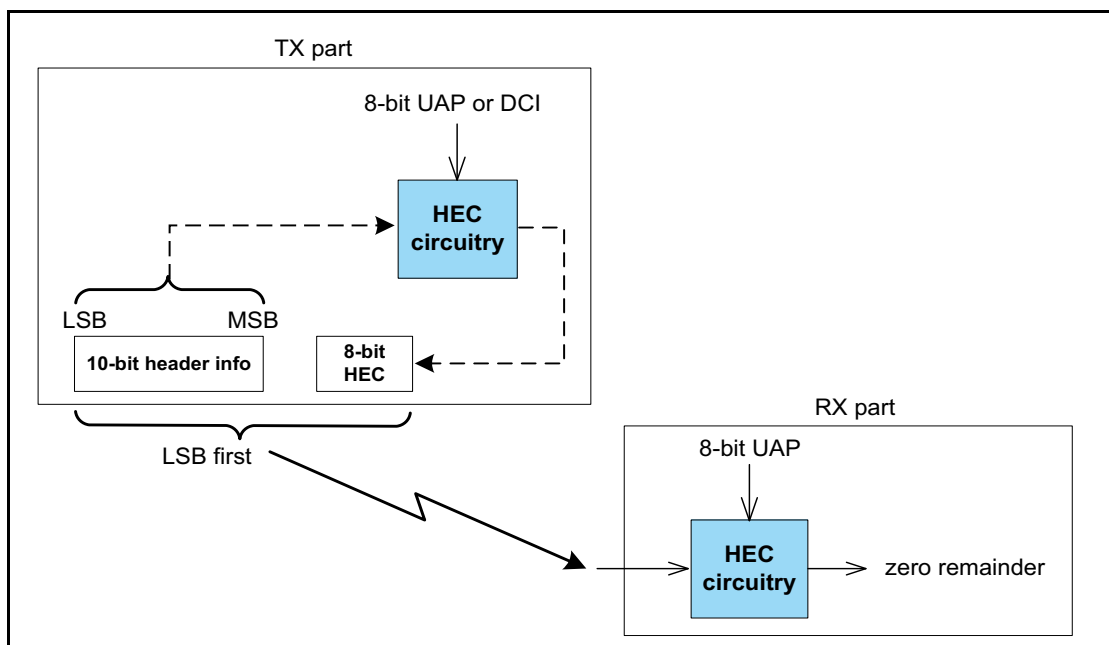 TX part
8-bit UAP or DCI
HEC
circuitry
LSB
MSB
10-bit header info
8-bit
HEC
LSB first
RX part
8-bit UAP
HEC
circuitry
zero remainder